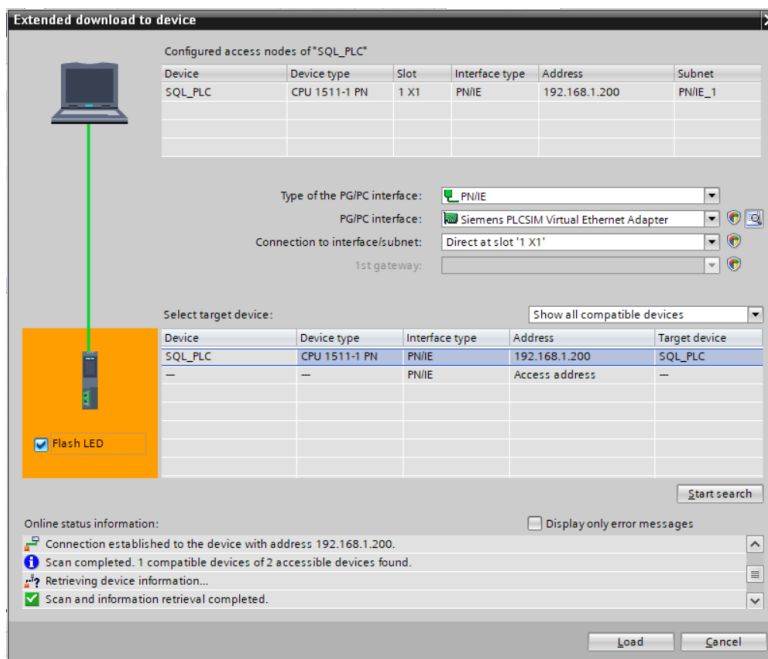 Extended download to device
Configured access nodes of "SQL_PLC"
Device Device type Slot Interface type Address Subnet
SQL_PLC CPU 1511-1 PN 1 X1 PN/IE 192.168.1.200 PN/IE_1
Type of the PG/PC interface: PN/IE
PG/PC interface: Siemens PLCSIM Virtual Ethernet Adapter
Connection to interface/subnet: Direct at slot '1 X1'
1st gateway:
Select target device: Show all compatible devices
Device Device type Interface type Address Target device
SQL_PLC CPU 1511-1 PN PN/IE 192.168.1.200 SQL_PLC
— — PN/IE Access address —
Flash LED
Start search
Online status information: Display only error messages
Connection established to the device with address 192.168.1.200.
Scan completed. 1 compatible devices of 2 accessible devices found.
Retrieving device information...
Scan and information retrieval completed.
Load Cancel